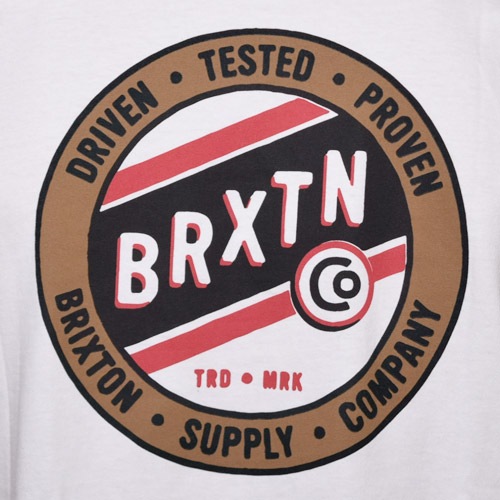 DRIVEN • TESTED • PROVEN
BRXTN
Co
TRD • MRK
BRIXTON • SUPPLY • COMPANY